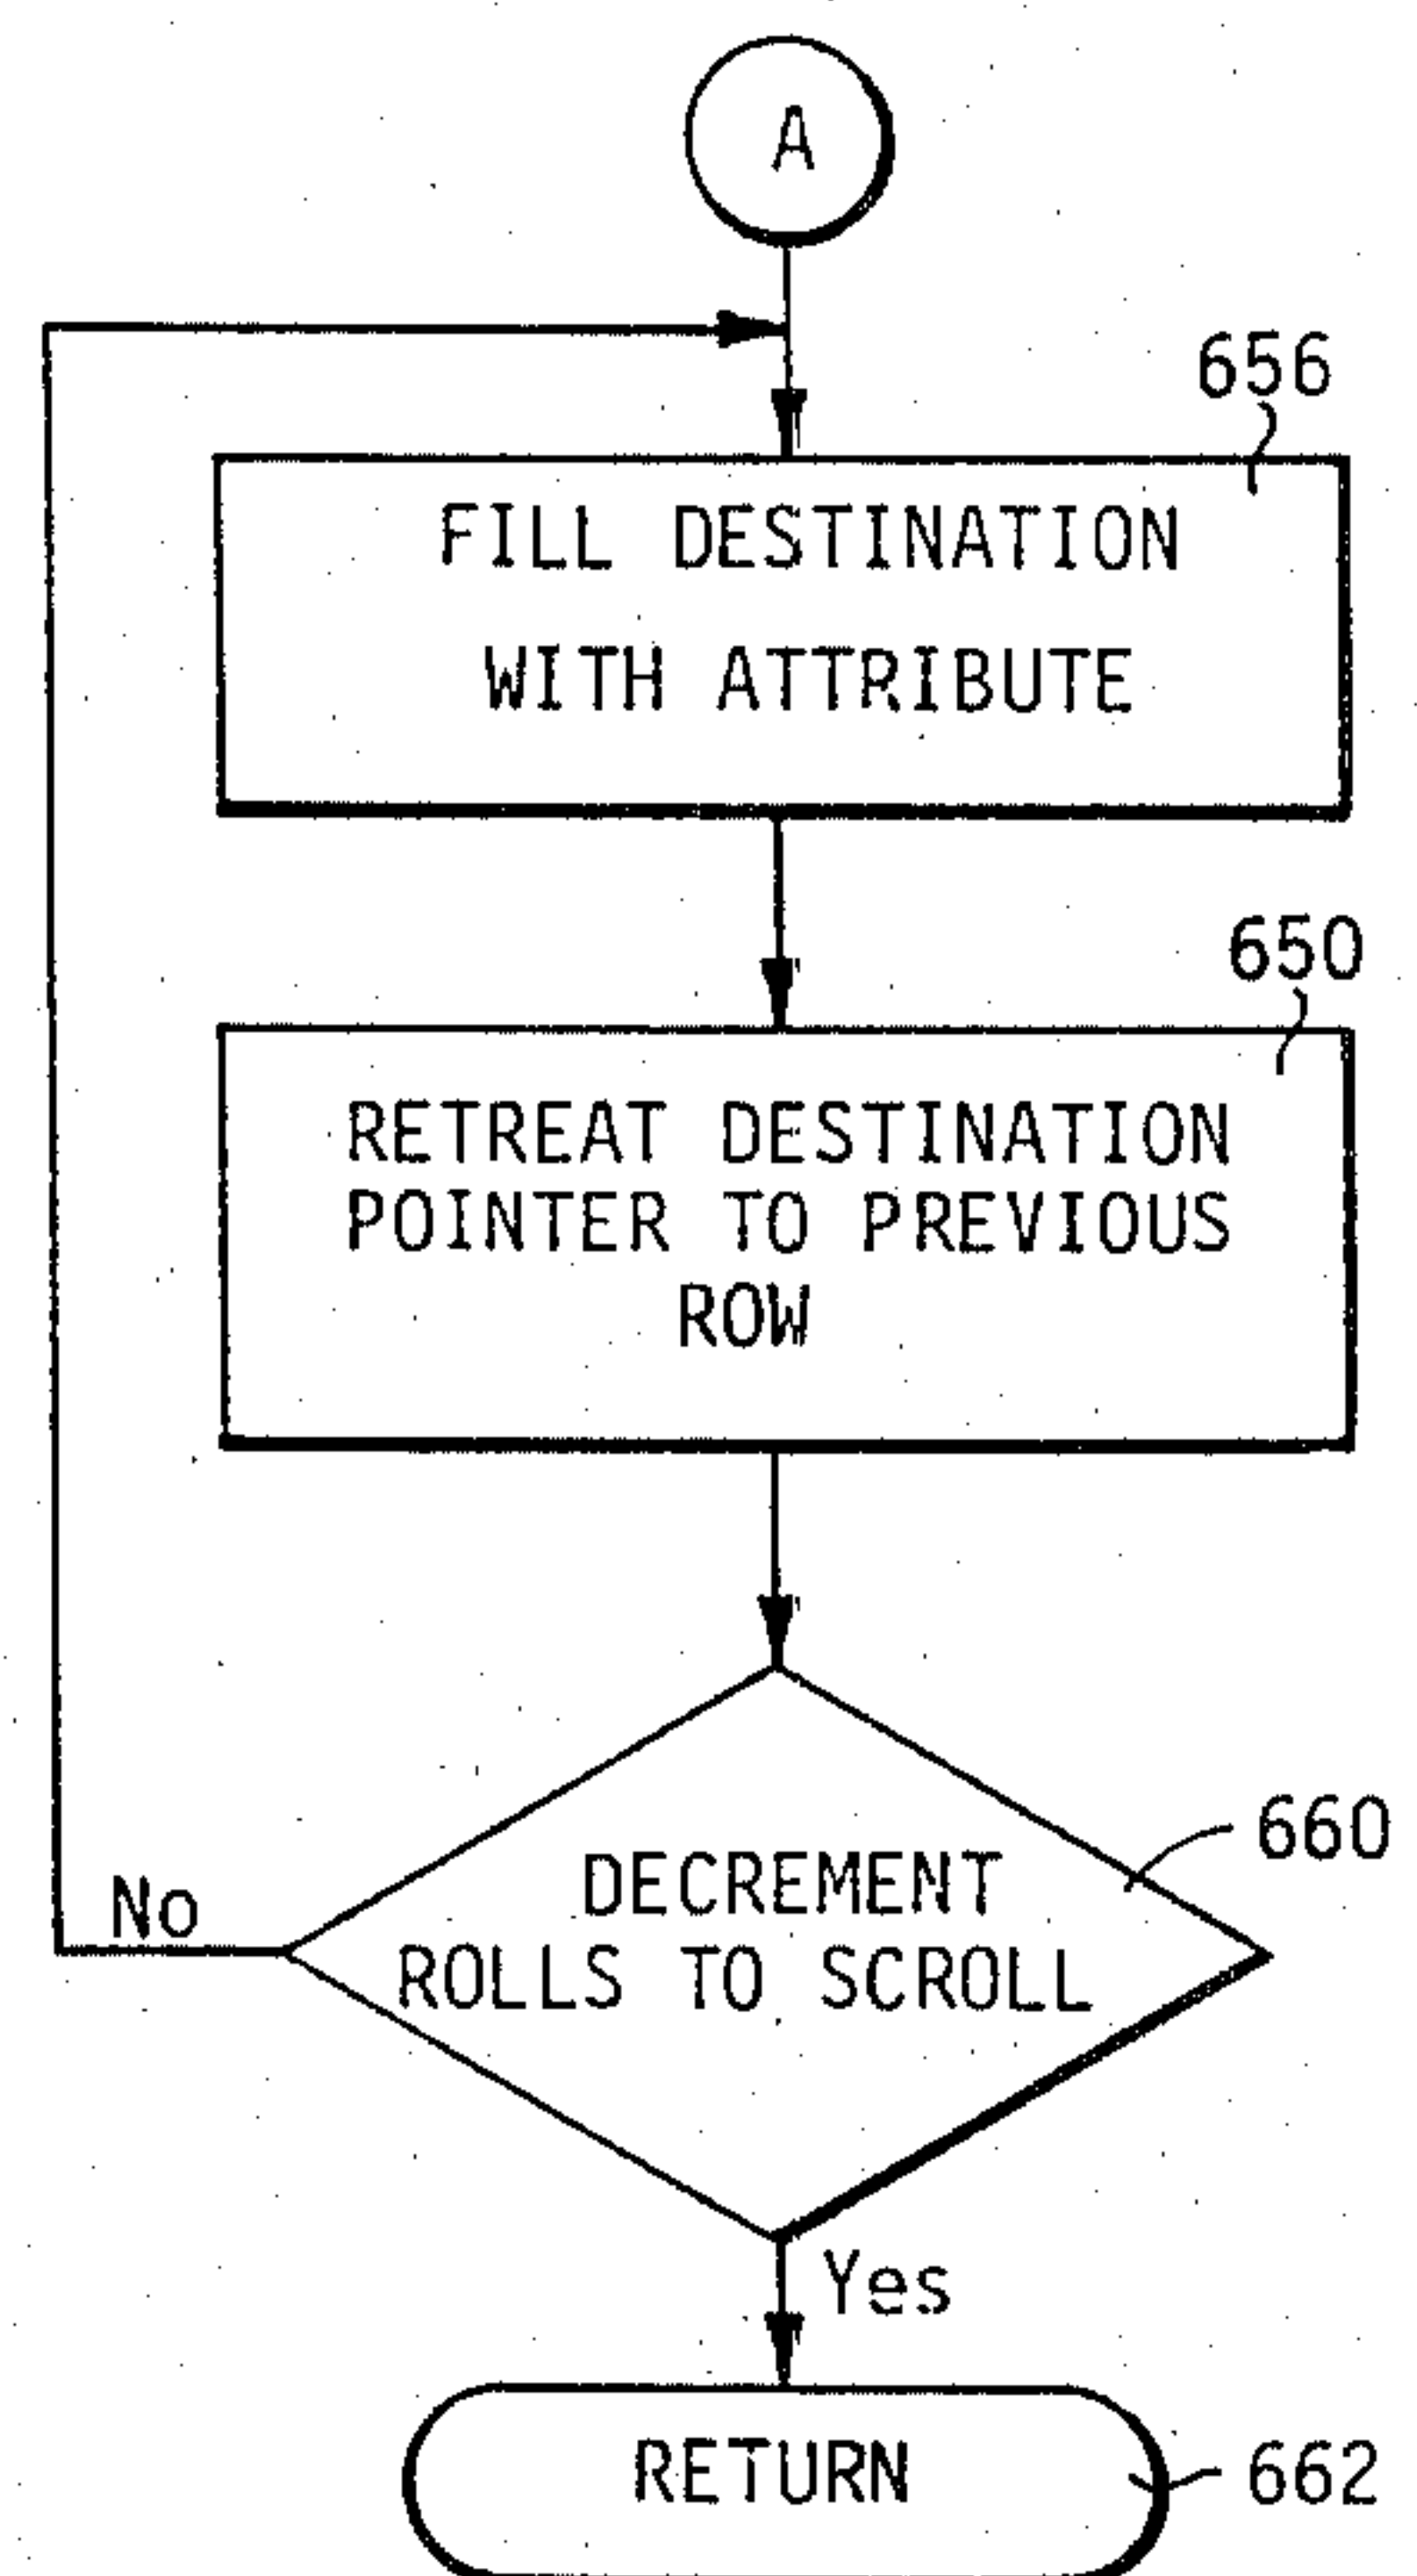 A
656
FILL DESTINATION
WITH ATTRIBUTE
650
RETREAT DESTINATION
POINTER TO PREVIOUS
ROW
660
DECREMENT
ROLLS TO SCROLL
No
Yes
RETURN
662